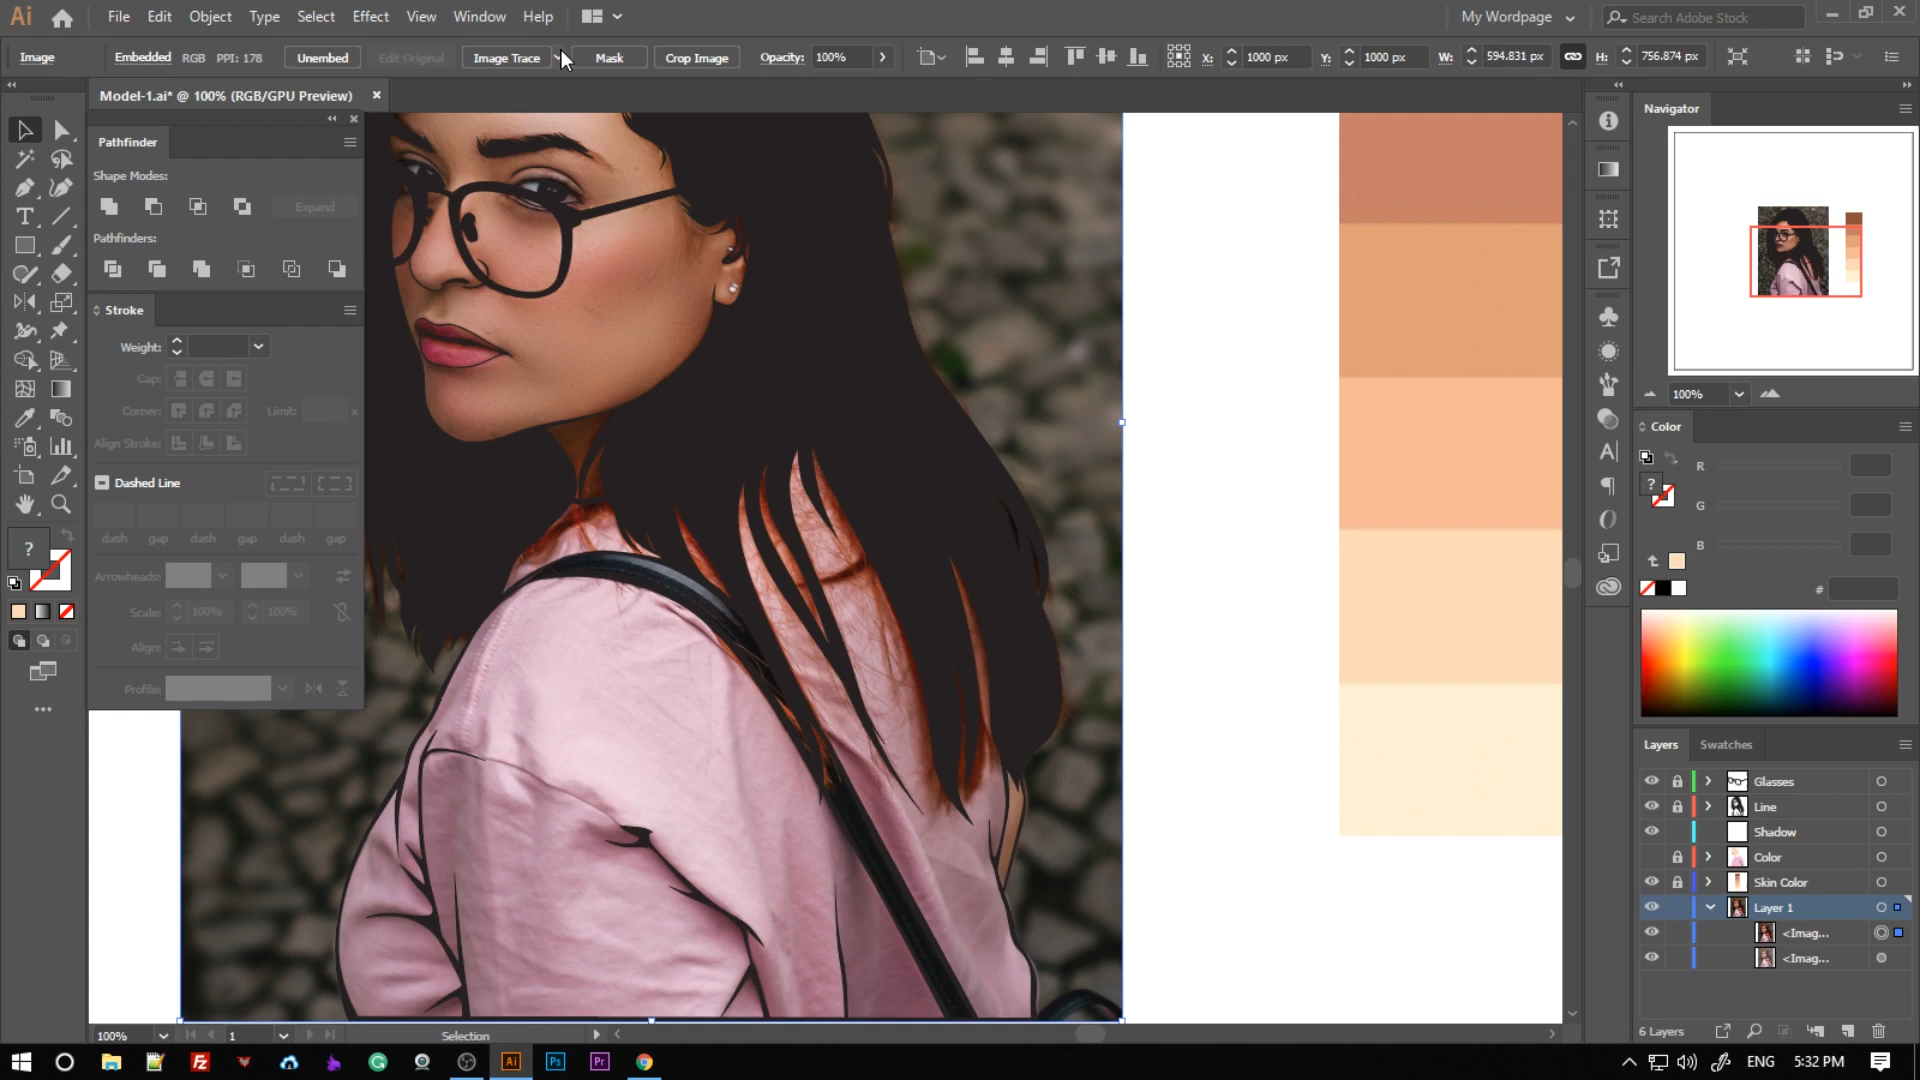 Ai File Edit Object Type Select Effect View Window Help My Wordpage Search Adobe Stock
Image Embedded RGB PPI: 178 Unembed Edit Original Image Trace Mask Crop Image Opacity: 100% X: 1000 px Y: 1000 px W: 594.831 px H: 756.874 px
Model-1.ai* @ 100% (RGB/GPU Preview)
Navigator
Pathfinder
Shape Modes:
Expand
Pathfinders:
Stroke
Weight:
Cap:
Corner: Limit: x
Align Stroke:
Dashed Line
dash gap dash gap dash gap
Arrowheads:
Scale: 100% 100%
Align:
Profile:
100%
Color
R
G
B
#
Layers Swatches
Glasses
Line
Shadow
Color
Skin Color
Layer 1
<Imag...
<Imag...
6 Layers
100% 1 Selection
Fz Ai Ps Pr ENG 5:32 PM